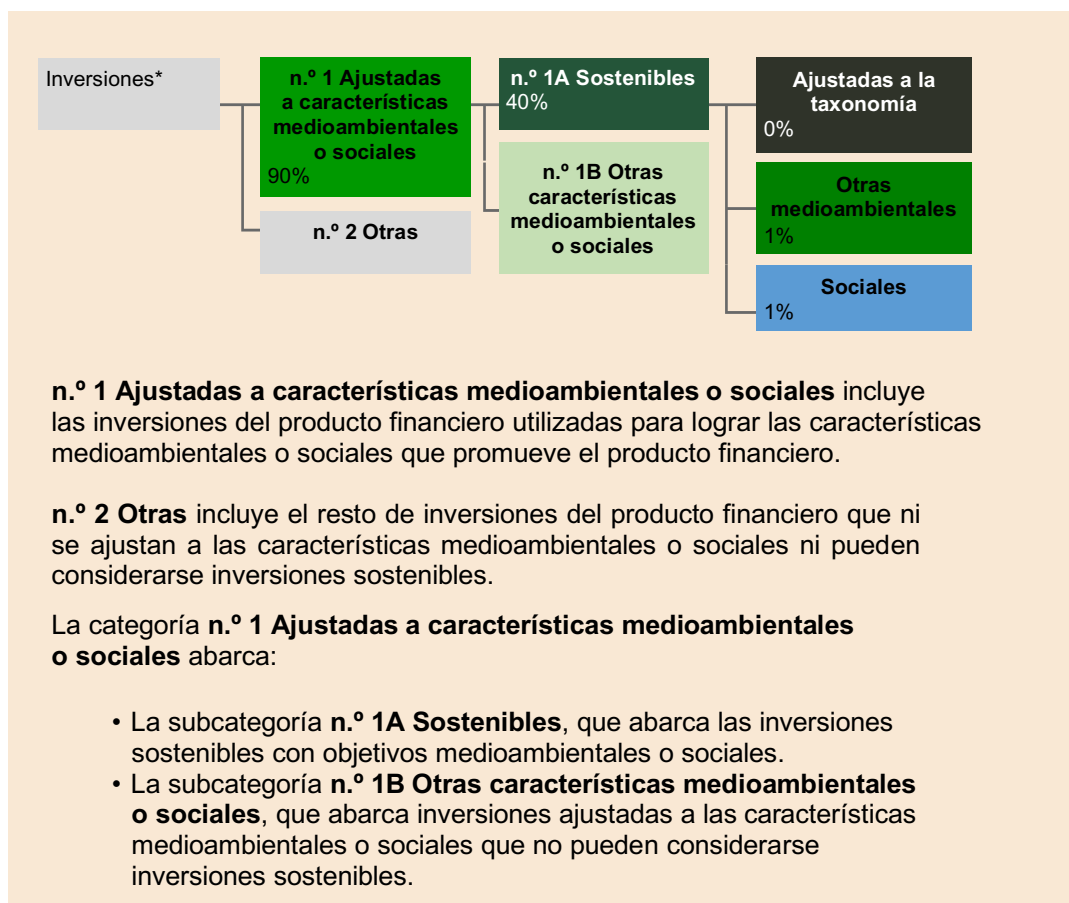 Inversiones*
n.º 1 Ajustadas
a características
medioambientales
o sociales
90%
n.º 2 Otras
n.º 1A Sostenibles
40%
n.º 1B Otras
características
medioambientales
o sociales
Ajustadas a la
taxonomía
0%
Otras
medioambientales
1%
Sociales
1%
n.º 1 Ajustadas a características medioambientales o sociales incluye
las inversiones del producto financiero utilizadas para lograr las características
medioambientales o sociales que promueve el producto financiero.
n.º 2 Otras incluye el resto de inversiones del producto financiero que ni
se ajustan a las características medioambientales o sociales ni pueden
considerarse inversiones sostenibles.
La categoría n.º 1 Ajustadas a características medioambientales
o sociales abarca:
• La subcategoría n.º 1A Sostenibles, que abarca las inversiones
sostenibles con objetivos medioambientales o sociales.
• La subcategoría n.º 1B Otras características medioambientales
o sociales, que abarca inversiones ajustadas a las características
medioambientales o sociales que no pueden considerarse
inversiones sostenibles.